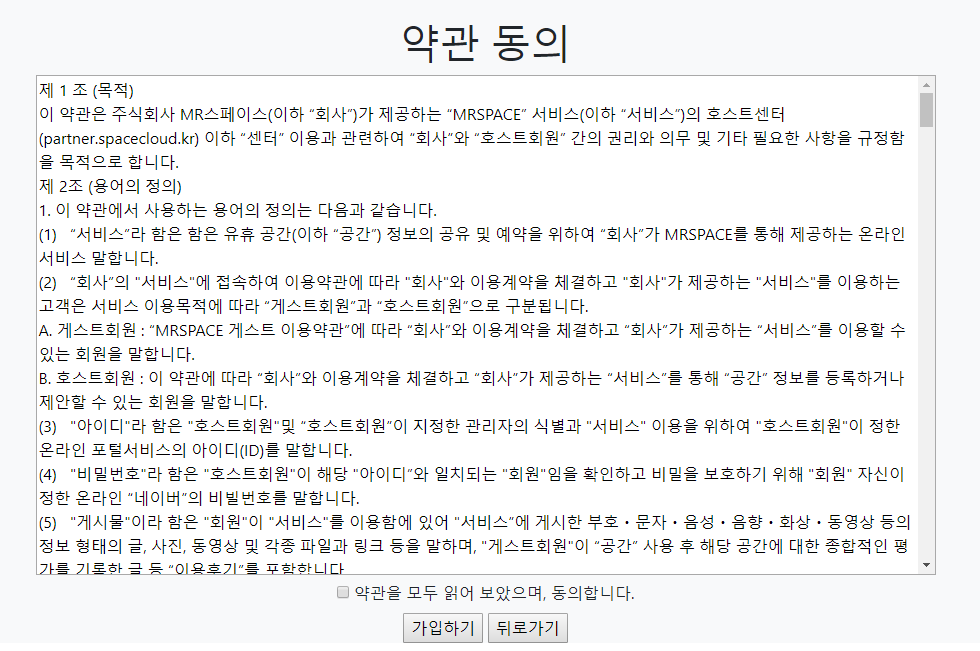 약관 동의
제 1 조 (목적)
이 약관은 주식회사 MR스페이스(이하 “회사”)가 제공하는 “MRSPACE” 서비스(이하 “서비스”)의 호스트센터
(partner.spacecloud.kr) 이하 “센터” 이용과 관련하여 “회사”와 “호스트회원” 간의 권리와 의무 및 기타 필요한 사항을 규정함
을 목적으로 합니다.
제 2조 (용어의 정의)
1. 이 약관에서 사용하는 용어의 정의는 다음과 같습니다.
(1) “서비스”라 함은 함은 유휴 공간(이하 “공간”) 정보의 공유 및 예약을 위하여 “회사”가 MRSPACE를 통해 제공하는 온라인
서비스 말합니다.
(2) “회사”의 "서비스"에 접속하여 이용약관에 따라 "회사"와 이용계약을 체결하고 "회사"가 제공하는 "서비스"를 이용하는
고객은 서비스 이용목적에 따라 “게스트회원”과 “호스트회원”으로 구분됩니다.
A. 게스트회원 : “MRSPACE 게스트 이용약관”에 따라 “회사”와 이용계약을 체결하고 “회사”가 제공하는 “서비스”를 이용할 수
있는 회원을 말합니다.
B. 호스트회원 : 이 약관에 따라 “회사”와 이용계약을 체결하고 “회사”가 제공하는 “서비스”를 통해 “공간” 정보를 등록하거나
제안할 수 있는 회원을 말합니다.
(3) "아이디"라 함은 "호스트회원"및 “호스트회원”이 지정한 관리자의 식별과 "서비스" 이용을 위하여 "호스트회원"이 정한
온라인 포털서비스의 아이디(ID)를 말합니다.
(4) "비밀번호"라 함은 "호스트회원"이 해당 "아이디”와 일치되는 "회원"임을 확인하고 비밀을 보호하기 위해 "회원" 자신이
정한 온라인 “네이버”의 비빌번호를 말합니다.
(5) "게시물"이라 함은 "회원"이 "서비스"를 이용함에 있어 "서비스”에 게시한 부호・문자・음성・음향・화상・동영상 등의
정보 형태의 글, 사진, 동영상 및 각종 파일과 링크 등을 말하며, "게스트회원"이 “공간” 사용 후 해당 공간에 대한 종합적인 평
가를 기록한 글 등 “이용후기”를 포함합니다.
약관을 모두 읽어 보았으며, 동의합니다.
가입하기 뒤로가기